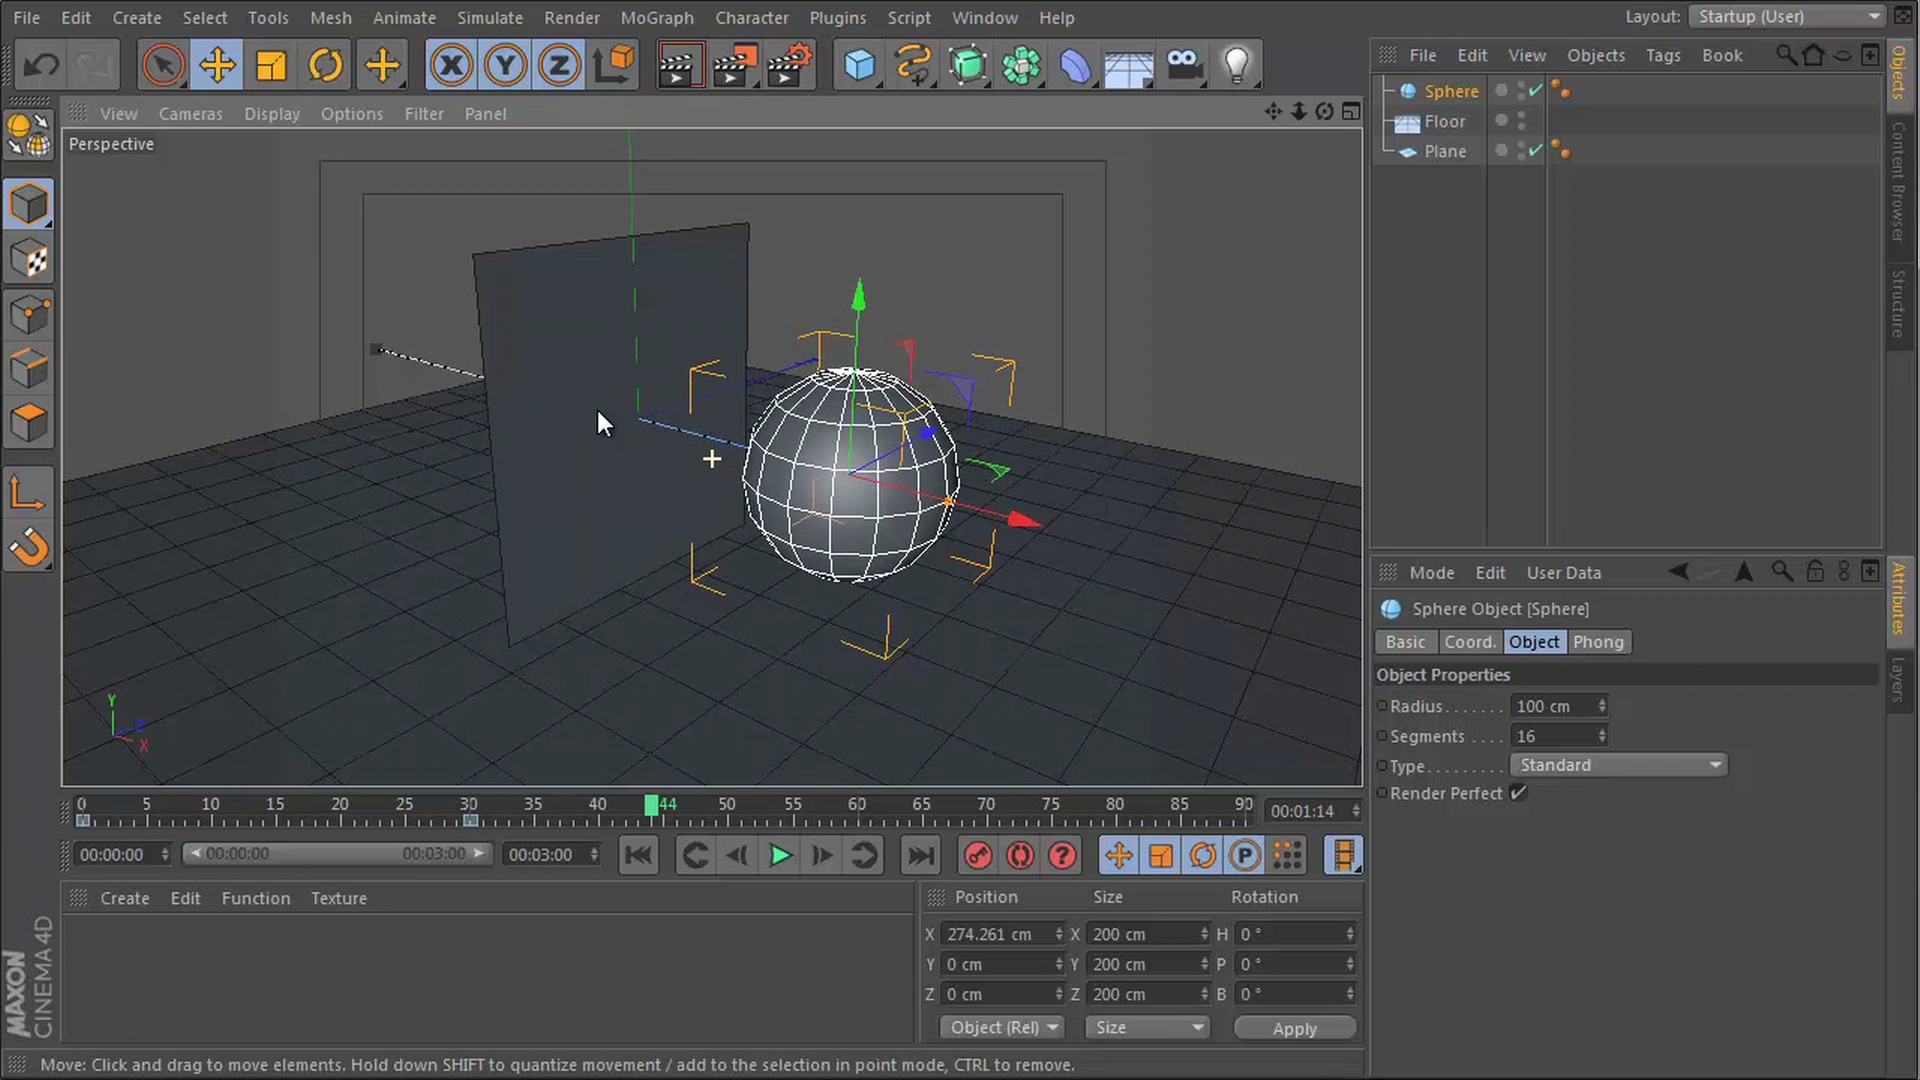 File Edit Create Select Tools Mesh Animate Simulate Render MoGraph Character Plugins Script Window Help
Layout: Startup (User)
X Y Z
File Edit View Objects Tags Book
Objects
Content Browser
Structure
Sphere
Floor
Plane
View Cameras Display Options Filter Panel
Perspective
Y
Z
X
Mode Edit User Data
Attributes
Layers
Sphere Object [Sphere]
Basic Coord. Object Phong
Object Properties
Radius....... 100 cm
Segments .... 16
Type......... Standard
Render Perfect
0 5 10 15 20 25 30 35 40 44 50 55 60 65 70 75 80 85 90 00:01:14
00:00:00 00:00:00 00:03:00 00:03:00
? P
Create Edit Function Texture
Position Size Rotation
X 274.261 cm X 200 cm H 0 °
Y 0 cm Y 200 cm P 0 °
Z 0 cm Z 200 cm B 0 °
Object (Rel) Size Apply
MAXON
CINEMA 4D
Move: Click and drag to move elements. Hold down SHIFT to quantize movement / add to the selection in point mode, CTRL to remove.